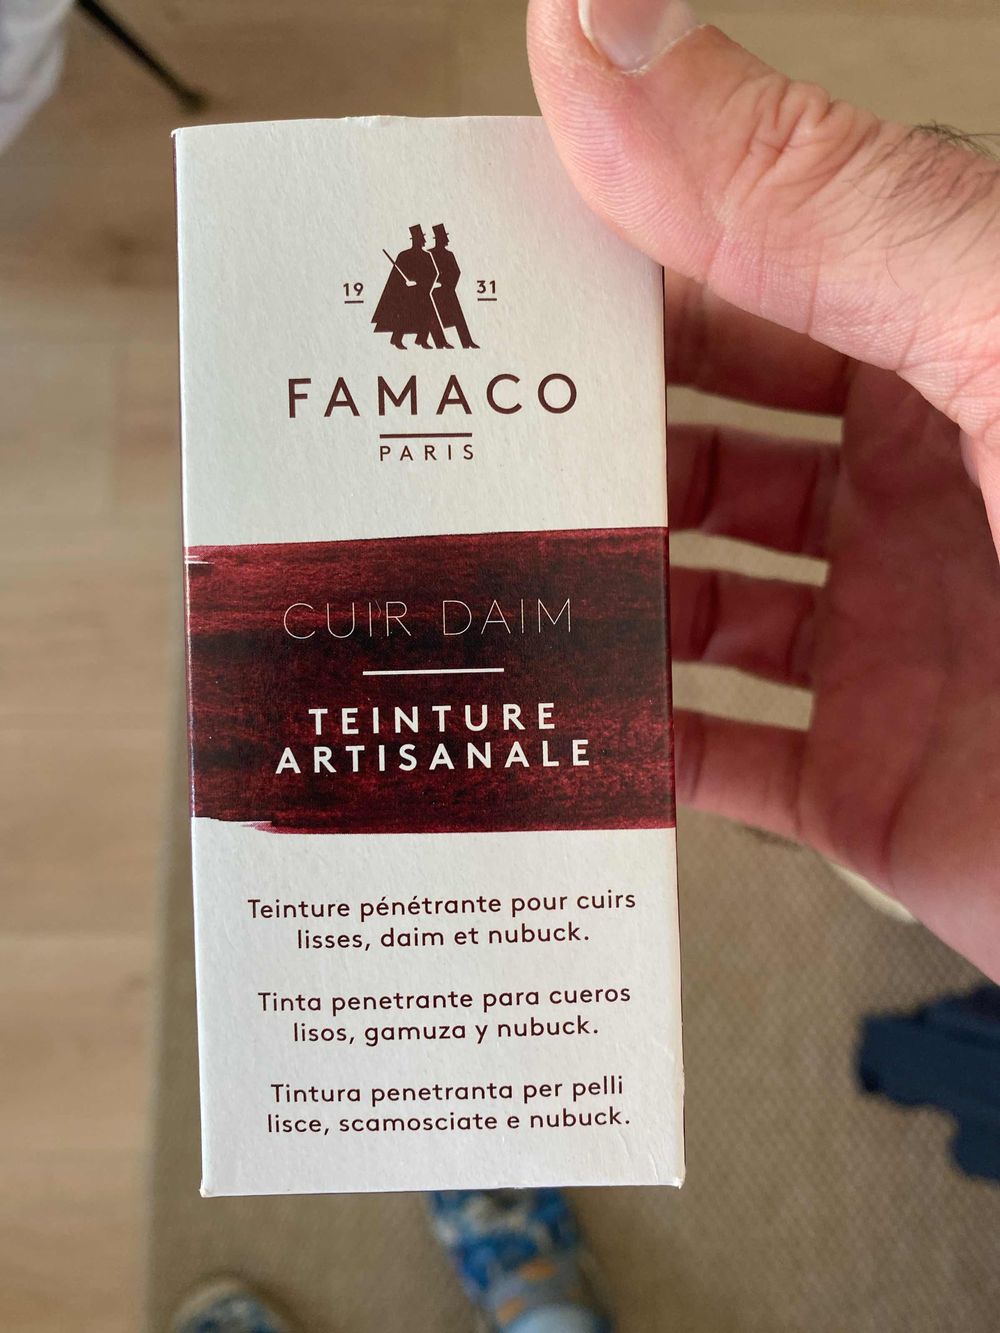 19 31
FAMACO
PARIS
CUIR DAIM
TEINTURE
ARTISANALE
Teinture pénétrante pour cuirs
lisses, daim et nubuck.
Tinta penetrante para cueros
lisos, gamuza y nubuck.
Tintura penetranta per pelli
lisce, scamosciate e nubuck.